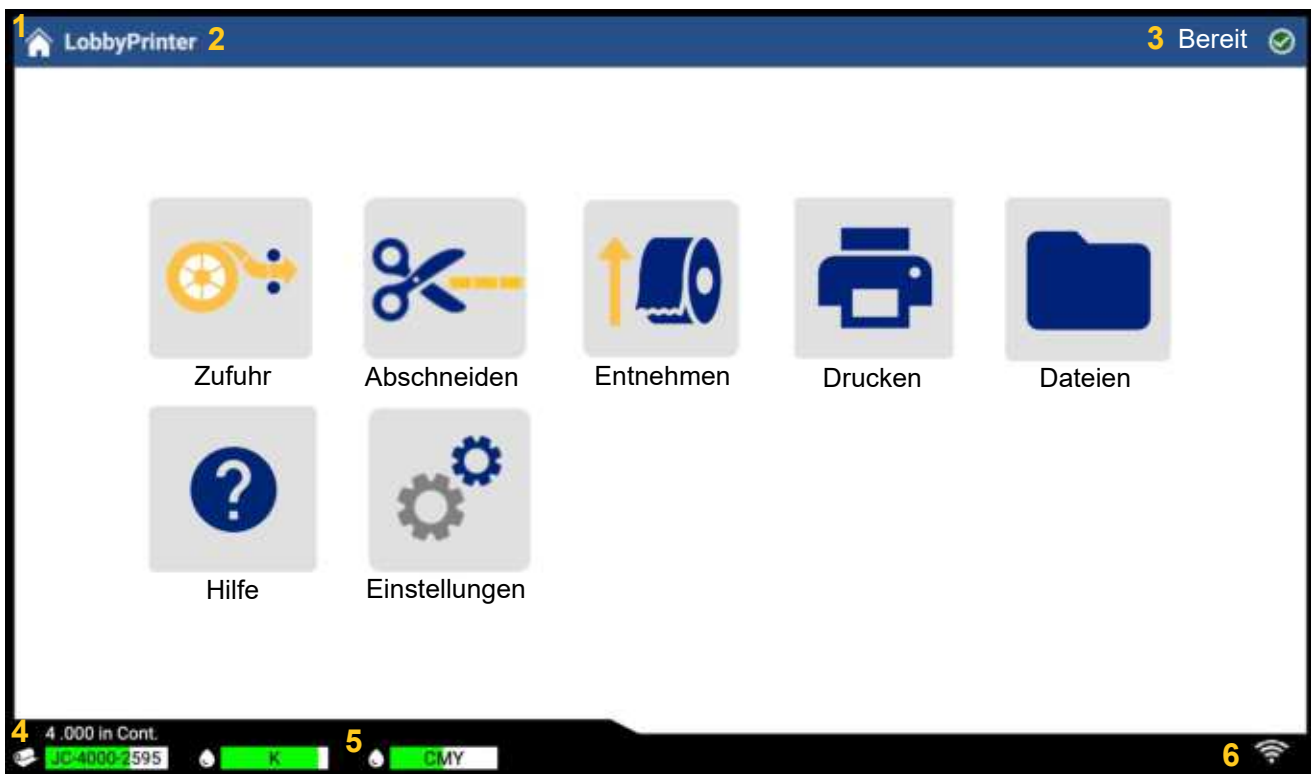 1 LobbyPrinter 2 3 Bereit
Zufuhr Abschneiden Entnehmen Drucken Dateien
?
Hilfe Einstellungen
4 4 .000 in Cont.
JC-4000-2595 K 5 CMY 6